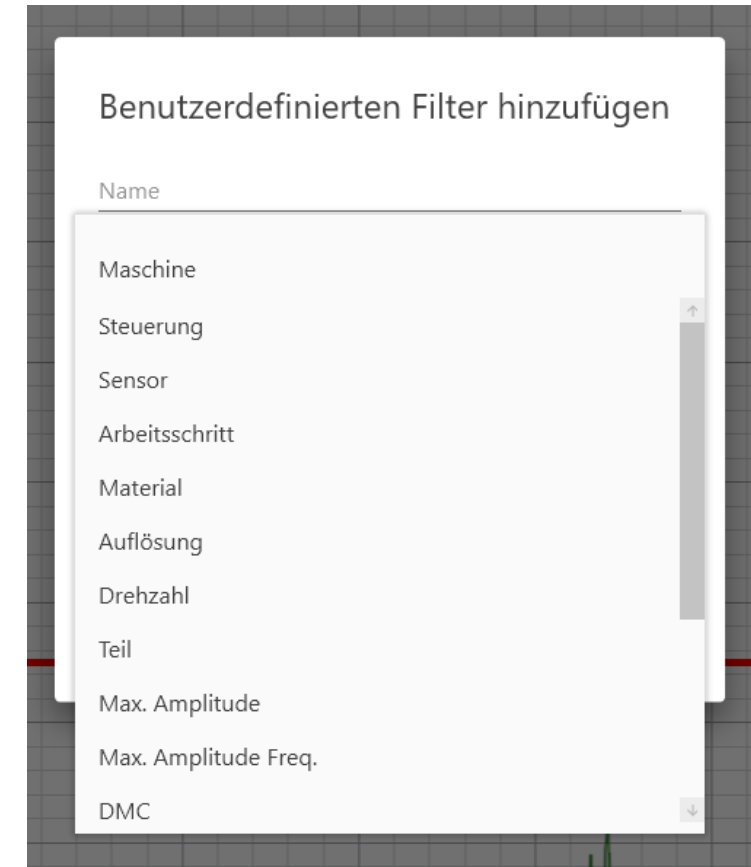 Benutzerdefinierten Filter hinzufügen
Name
Maschine
Steuerung
Sensor
Arbeitsschritt
Material
Auflösung
Drehzahl
Teil
Max. Amplitude
Max. Amplitude Freq.
DMC